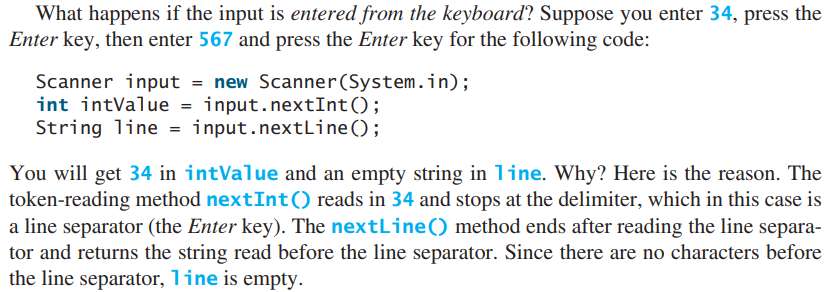 What happens if the input is entered from the keyboard? Suppose you enter 34, press the
Enter key, then enter 567 and press the Enter key for the following code:
Scanner input = new Scanner(System.in);
int intValue = input.nextInt();
String line = input.nextLine();
You will get 34 in intValue and an empty string in line. Why? Here is the reason. The
token-reading method nextInt() reads in 34 and stops at the delimiter, which in this case is
a line separator (the Enter key). The nextLine() method ends after reading the line separa-
tor and returns the string read before the line separator. Since there are no characters before
the line separator, line is empty.